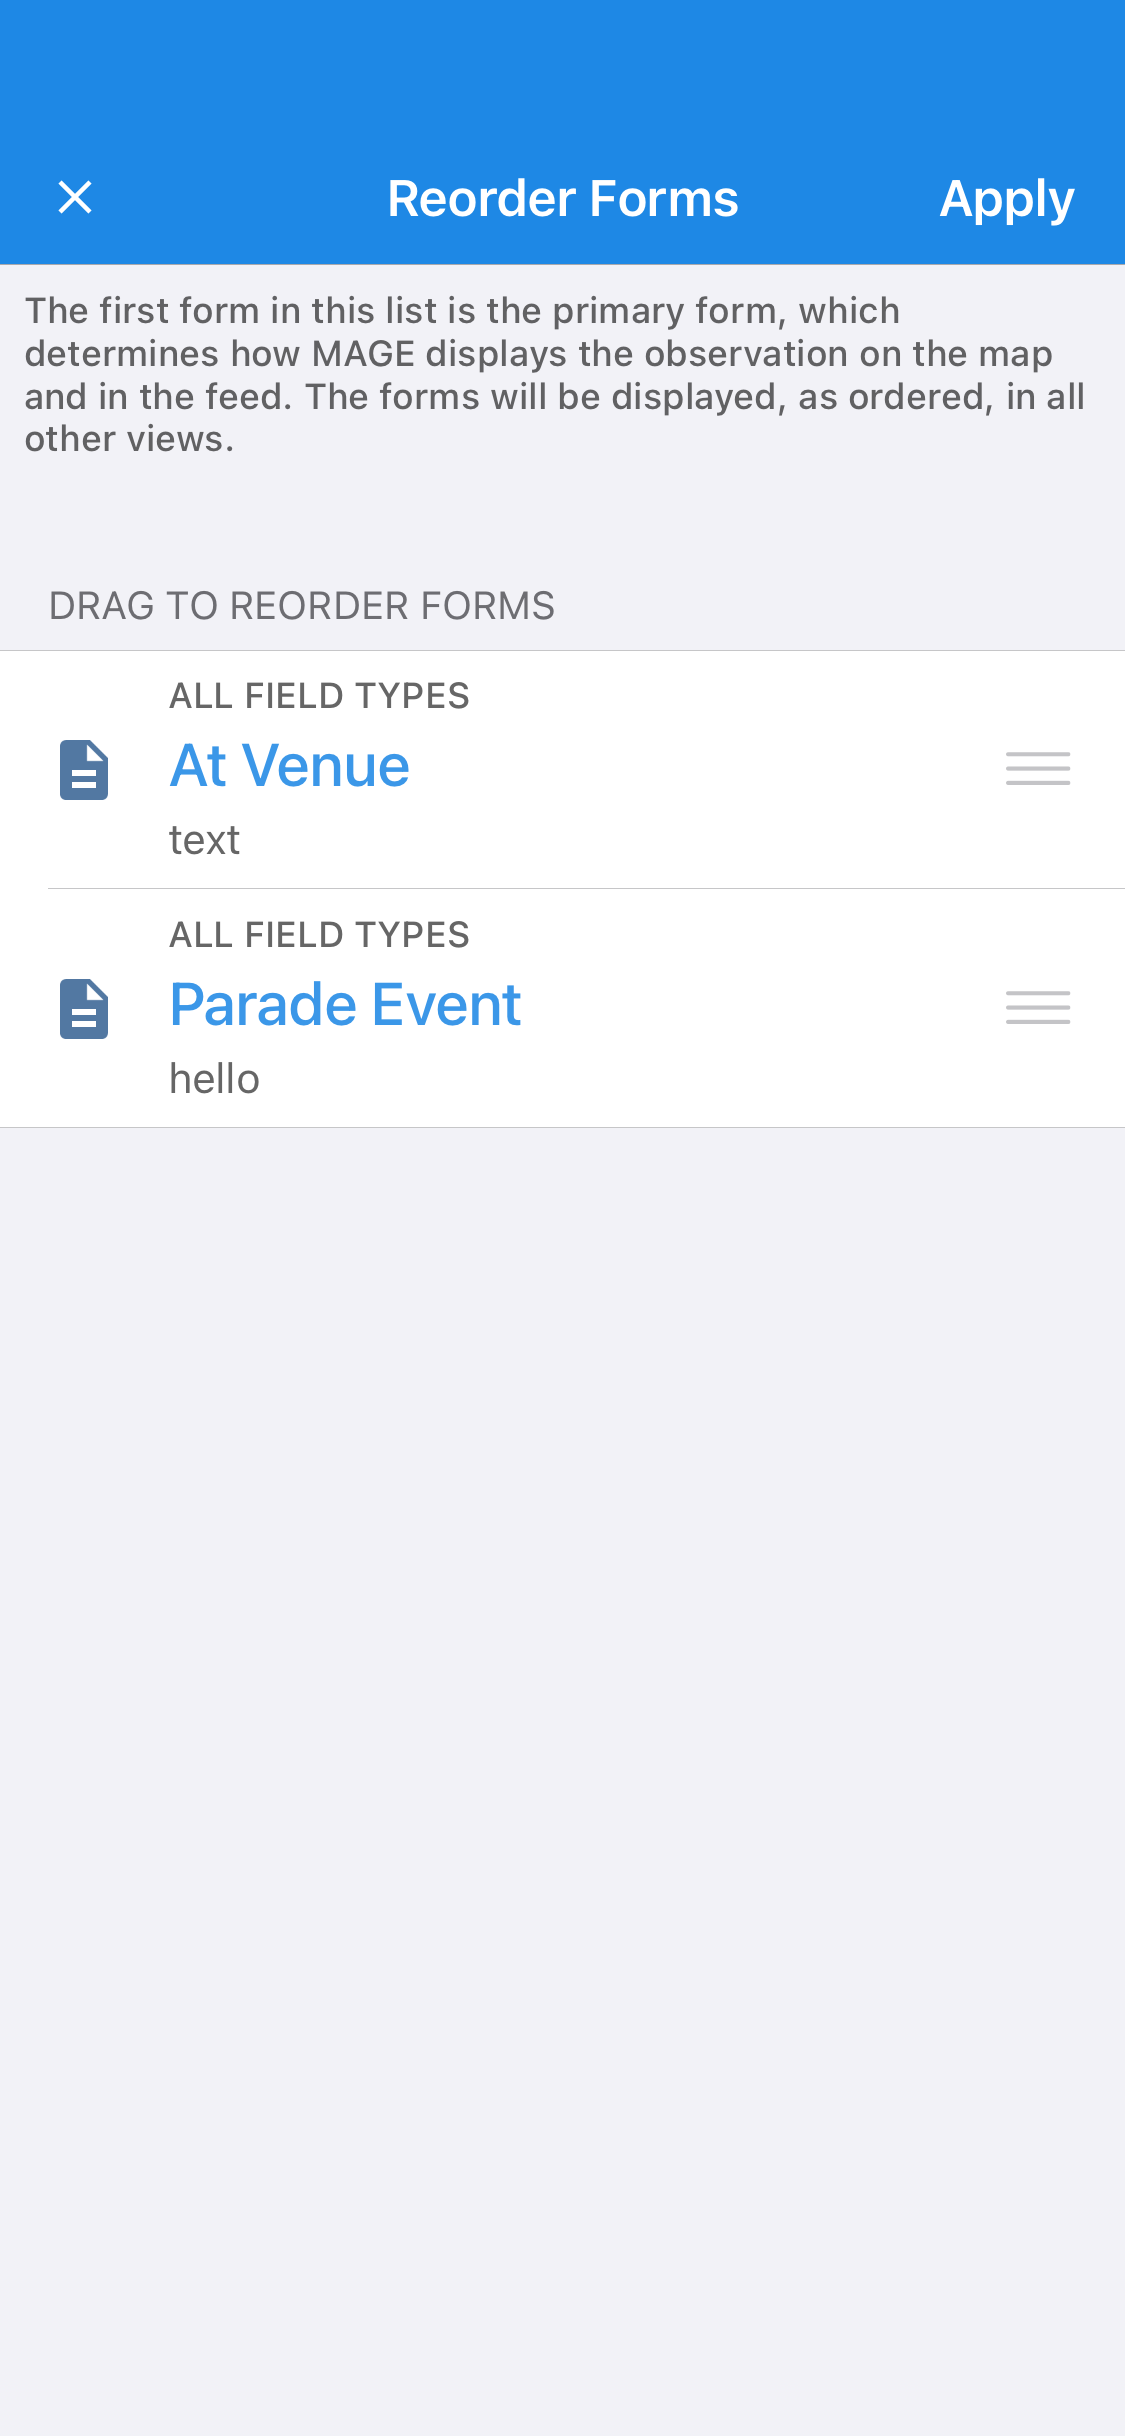 Reorder Forms
Apply
The first form in this list is the primary form, which
determines how MAGE displays the observation on the map
and in the feed. The forms will be displayed, as ordered, in all
other views.
DRAG TO REORDER FORMS
ALL FIELD TYPES
At Venue
text
ALL FIELD TYPES
Parade Event
hello